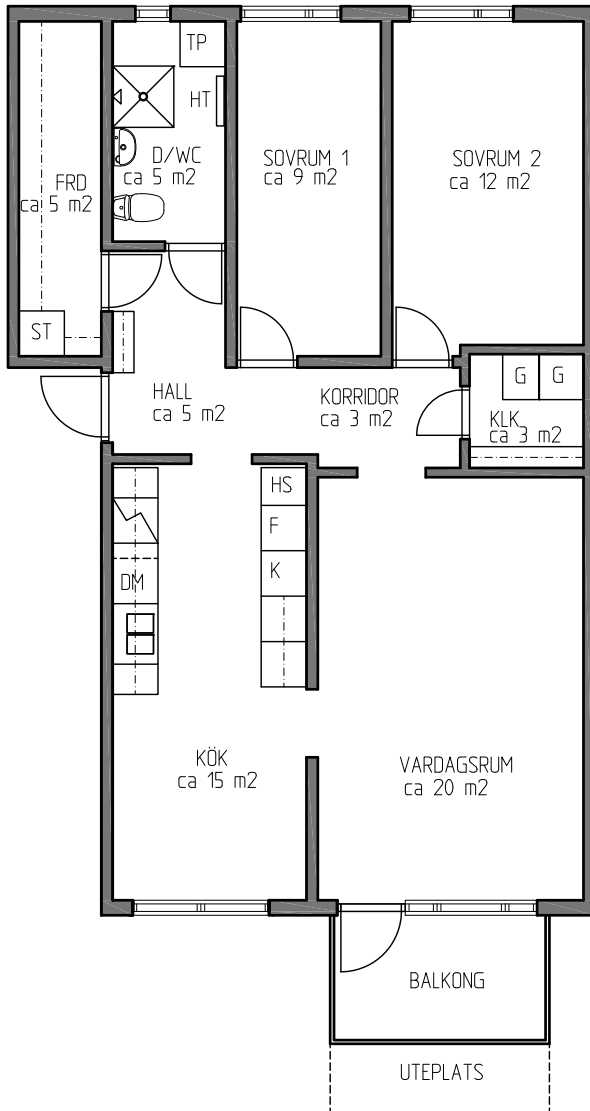 TP
HT
D/WC
ca 5 m2
FRD
ca 5 m2
SOVRUM 1
ca 9 m2
SOVRUM 2
ca 12 m2
ST
HALL
ca 5 m2
KORRIDOR
ca 3 m2
G
G
KLK
ca 3 m2
HS
F
K
DM
KÖK
ca 15 m2
VARDAGSRUM
ca 20 m2
BALKONG
UTEPLATS